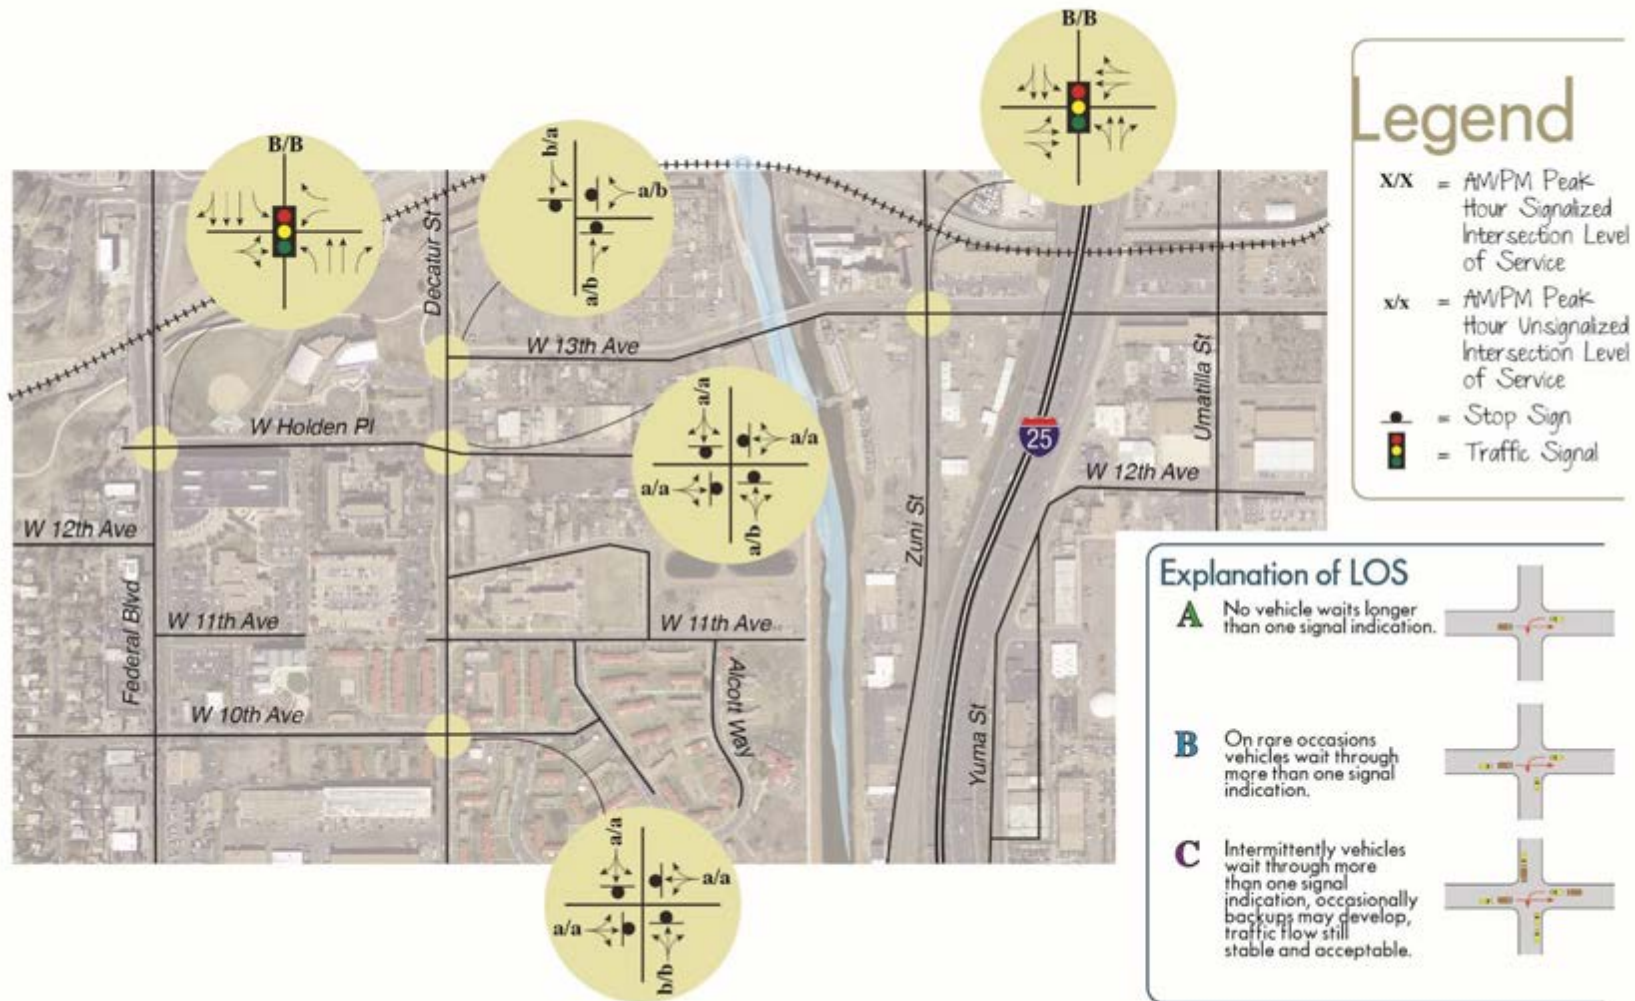 B/B
B/B
b/a
a/b
a/b
Decatur St
W 13th Ave
a/a
a/a
a/a
a/b
W Holden Pl
25
Umatilla St
W 12th Ave
W 12th Ave
Zuni St
Federal Blvd
W 11th Ave
W 11th Ave
Alcott Way
W 10th Ave
Yuma St
a/a
a/a
a/a
b/b
Legend
X/X = AM/PM Peak
Hour Signalized
Intersection Level
of Service
x/x = AM/PM Peak
Hour Unsignalized
Intersection Level
of Service
= Stop Sign
= Traffic Signal
Explanation of LOS
A No vehicle waits longer
than one signal indication.
B On rare occasions
vehicles wait through
more than one signal
indication.
C Intermittently vehicles
wait through more
than one signal
indication, occasionally
backups may develop,
traffic flow still
stable and acceptable.